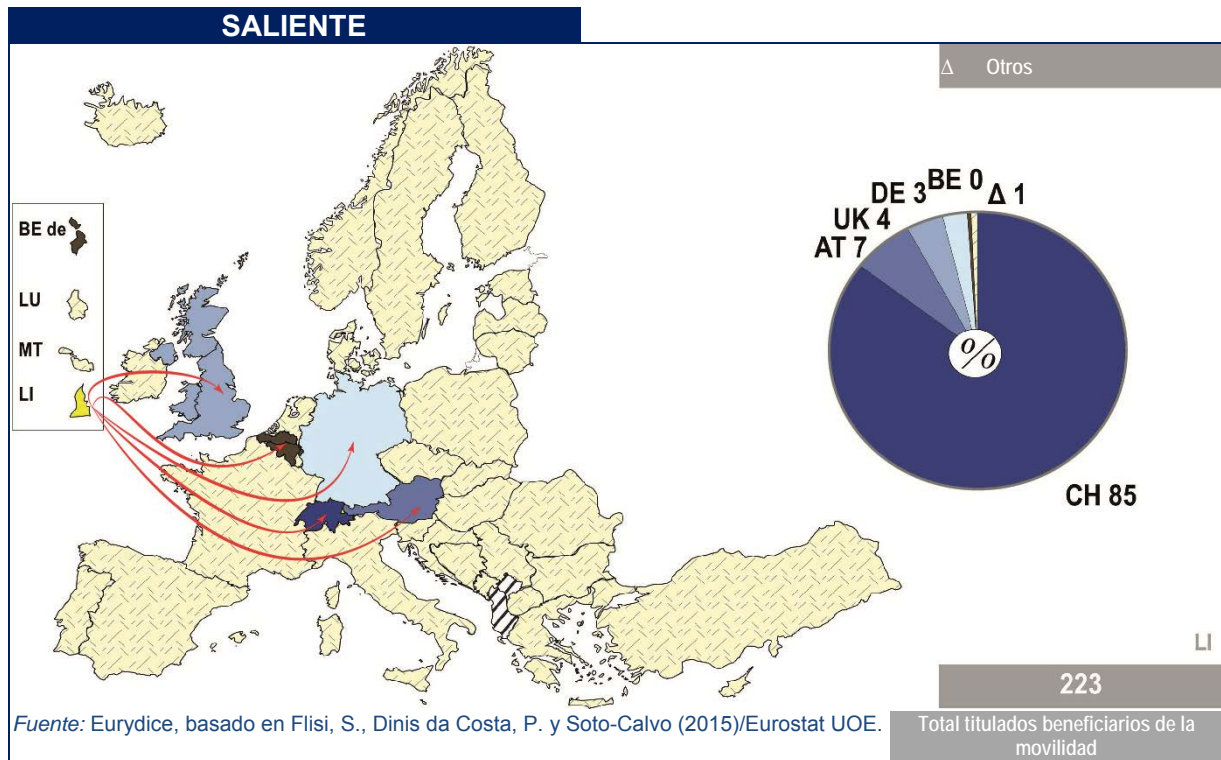 SALIENTE
Δ Otros
BE de
LU
MT
LI
DE 3
BE 0
Δ 1
UK 4
AT 7
%
CH 85
LI
223
Fuente: Eurydice, basado en Flisi, S., Dinis da Costa, P. y Soto-Calvo (2015)/Eurostat UOE.
Total titulados beneficiarios de la
movilidad